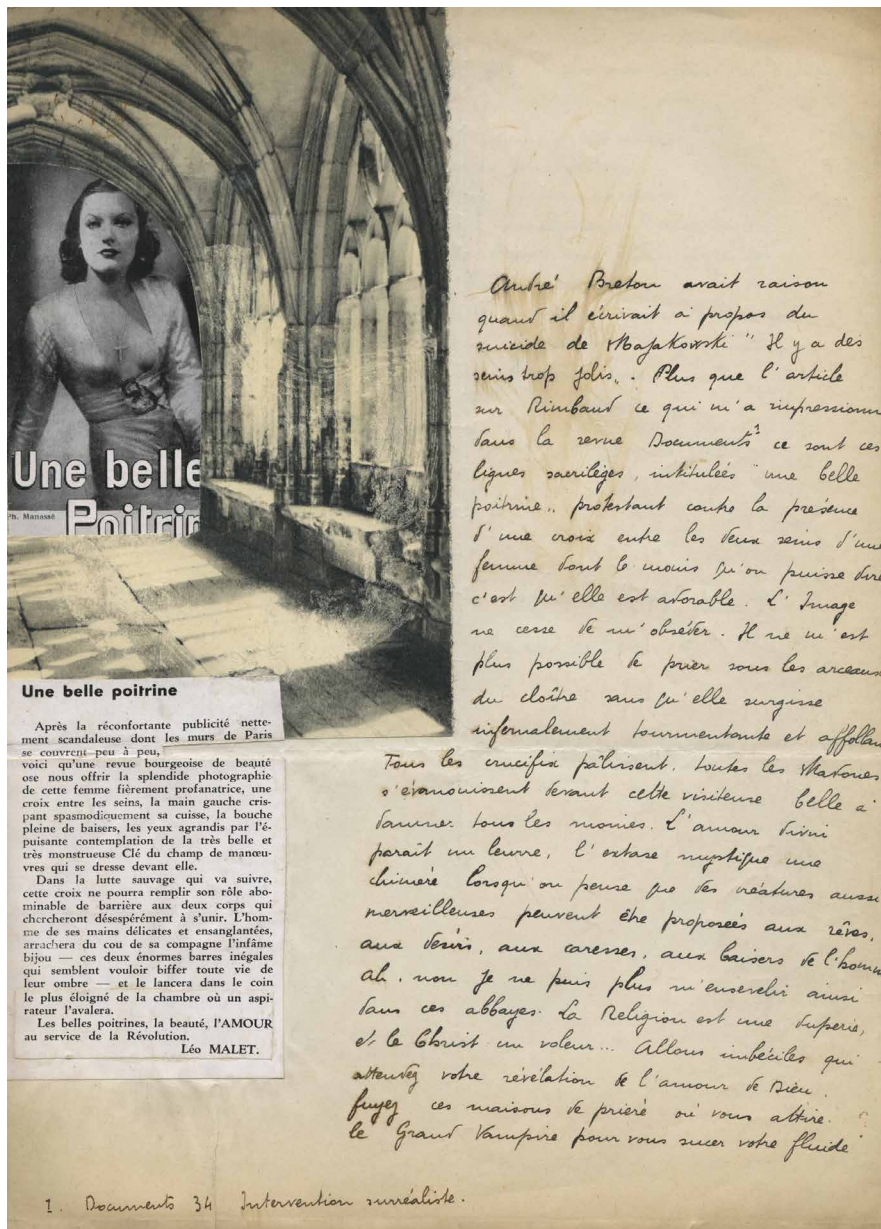 Une belle
Ph. Manassé
Poitrin
Une belle poitrine
Après la réconfortante publicité nette-
ment scandaleuse dont les murs de Paris
se couvrent peu à peu,
voici qu'une revue bourgeoise de beauté
ose nous offrir la splendide photographie
de cette femme fièrement profanatrice, une
croix entre les seins, la main gauche cris-
pant spasmodiquement sa cuisse, la bouche
pleine de baisers, les yeux agrandis par l'é-
puisante contemplation de la très belle et
très monstrueuse Clé du champ de manœu-
vres qui se dresse devant elle.
Dans la lutte sauvage qui va suivre,
cette croix ne pourra remplir son rôle abo-
minable de barrière aux deux corps qui
chercheront désespérément à s'unir. L'hom-
me de ses mains délicates et ensanglantées,
arrachera du cou de sa compagne l'infâme
bijou — ces deux énormes barres inégales
qui semblent vouloir biffer toute vie de
leur ombre — et le lancera dans le coin
le plus éloigné de la chambre où un aspi-
rateur l'avalera.
Les belles poitrines, la beauté, l'AMOUR
au service de la Révolution.
Léo MALET.
André Breton avait raison
quand il écrivait à propos du
suicide de Majakowski " Il y a des
seins trop jolis„. Plus que l'article
sur Rimbaud ce qui m'a impressionn
dans la revue Documents¹ ce sont ces
lignes sacrilèges, intitulées "une belle
poitrine„ protestant contre la présence
d'une croix entre les deux seins d'une
femme dont le moins qu'on puisse dire
c'est qu'elle est adorable. L'Image
ne cesse de m'obséder. Il ne m'est
plus possible de prier sous les arceaux
du cloître sans qu'elle surgisse
infernalement tourmentante et affollan
Tous les crucifix pâlissent, toutes les Madones
s'évanouissent devant cette visiteuse belle à
damner tous les moines. L'amour divin
parait un leurre, l'extase mystique une
chimère lorsqu'on pense que des créatures aussi
merveilleuses peuvent être proposées aux rêves,
aux désirs, aux caresses, aux baisers de l'homm
ah, non je ne puis plus m'ensevelir ainsi
dans ces abbayes. La Religion est une duperie,
et le Christ un voleur... Allons imbéciles qui
attendez votre révélation de l'amour de Dieu.
fuyez ces maisons de prière où vous attire
le Grand Vampire pour vous sucer votre fluide
1. Documents 34 Intervention surréaliste.